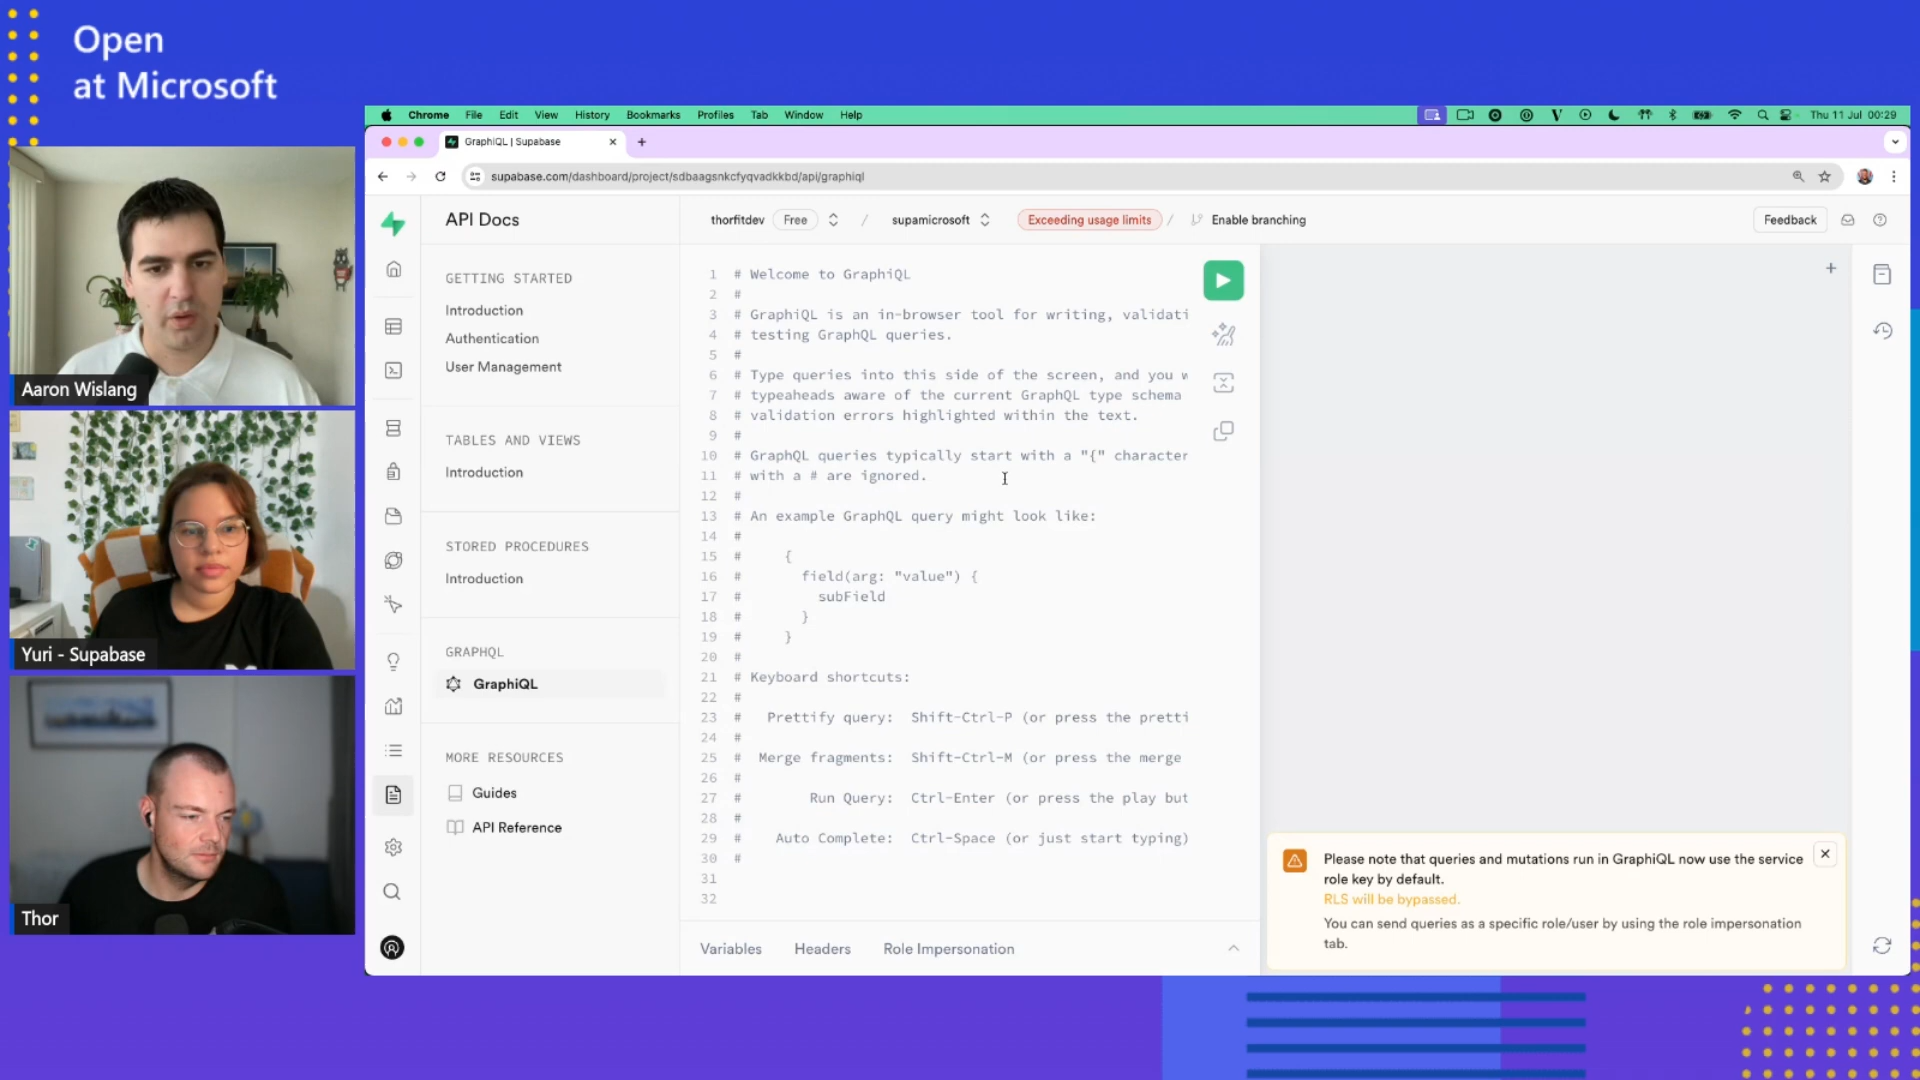 Open
at Microsoft
Chrome File Edit View History Bookmarks Profiles Tab Window Help
Thu 11 Jul 00:29
GraphiQL | Supabase
supabase.com/dashboard/project/sdbaagsnkcfyqvadkkbd/api/graphiql
API Docs
thorfitdev Free / supamicrosoft Exceeding usage limits / Enable branching
Feedback
GETTING STARTED
Introduction
Authentication
User Management
TABLES AND VIEWS
Introduction
STORED PROCEDURES
Introduction
GRAPHQL
GraphiQL
MORE RESOURCES
Guides
API Reference
1 # Welcome to GraphiQL
2 #
3 # GraphiQL is an in-browser tool for writing, validati
4 # testing GraphQL queries.
5 #
6 # Type queries into this side of the screen, and you w
7 # typeaheads aware of the current GraphQL type schema
8 # validation errors highlighted within the text.
9 #
10 # GraphQL queries typically start with a "{" character
11 # with a # are ignored.
12 #
13 # An example GraphQL query might look like:
14 #
15 # {
16 # field(arg: "value") {
17 # subField
18 # }
19 # }
20 #
21 # Keyboard shortcuts:
22 #
23 # Prettify query: Shift-Ctrl-P (or press the pretti
24 #
25 # Merge fragments: Shift-Ctrl-M (or press the merge
26 #
27 # Run Query: Ctrl-Enter (or press the play but
28 #
29 # Auto Complete: Ctrl-Space (or just start typing)
30 #
31
32
Variables Headers Role Impersonation
Please note that queries and mutations run in GraphiQL now use the service
role key by default.
RLS will be bypassed.
You can send queries as a specific role/user by using the role impersonation
tab.
Aaron Wislang
Yuri - Supabase
Thor